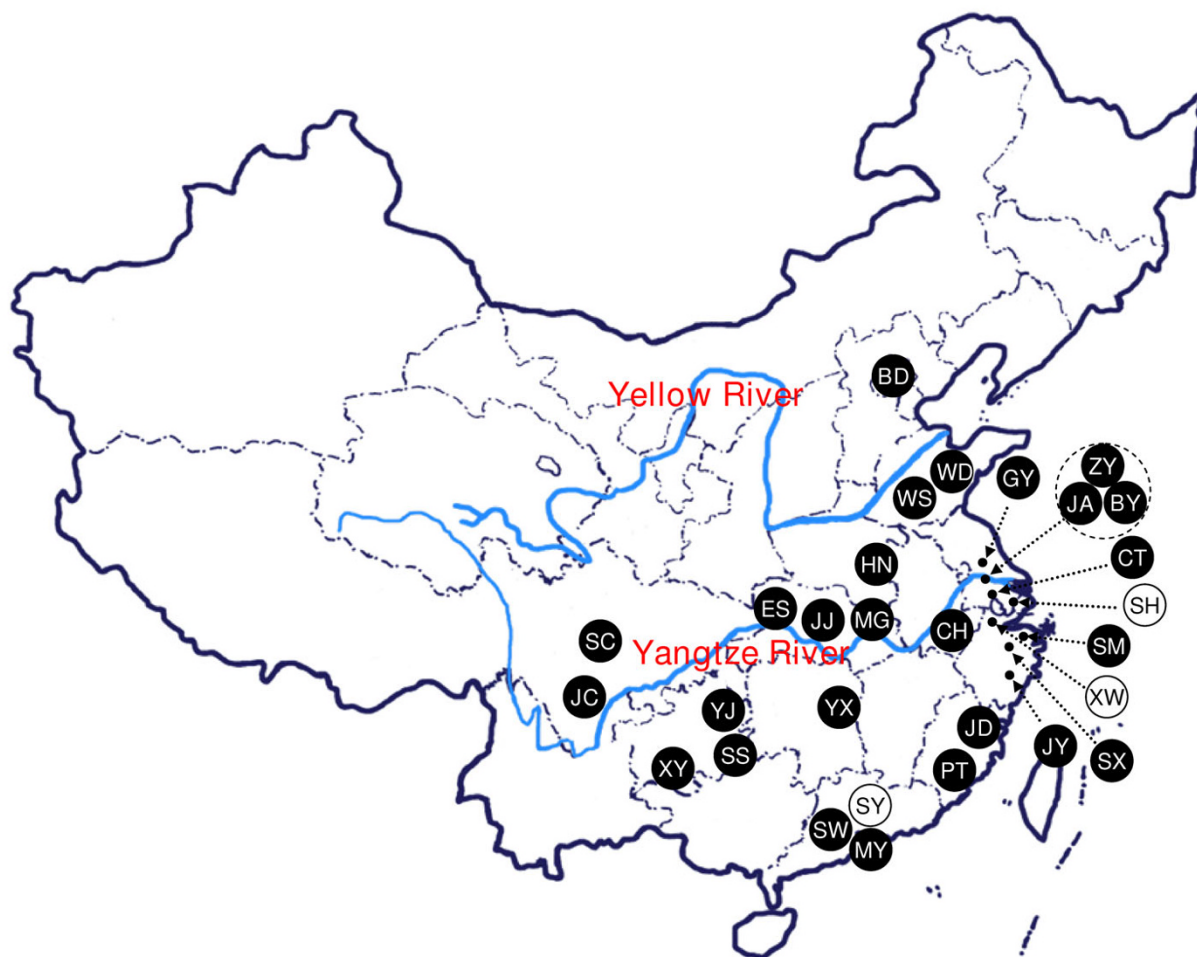 BD
Yellow River
ZY
WD
GY
WS
JA
BY
HN
CT
ES
JJ
MG
SH
SC
CH
SM
Yangtze River
JC
XW
YJ
YX
JD
JY
SX
SS
XY
PT
SY
SW
MY